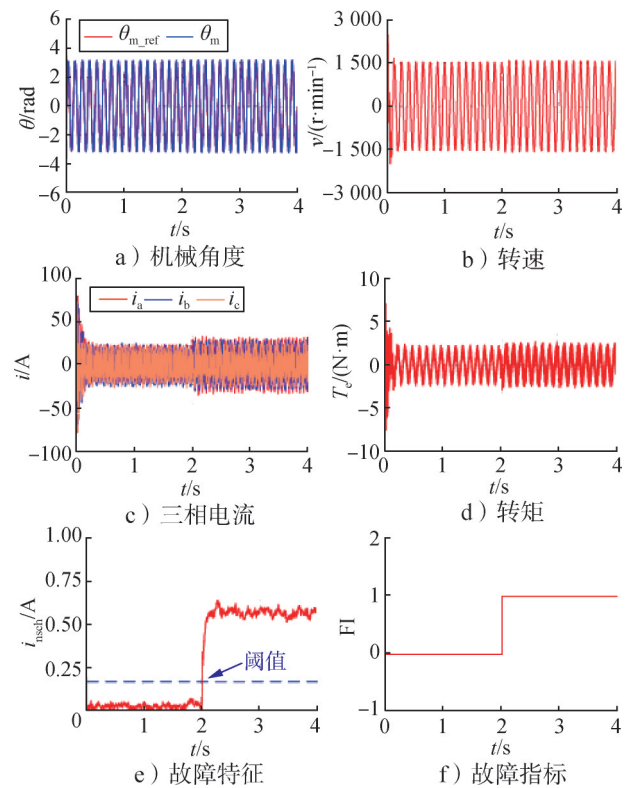 θm_ref θm
6
4
2
0
−2
−4
−6
θ/rad
0 1 2 3 4
t/s
a）机械角度
3 000
1 500
0
−1 500
−3 000
v/(r·min⁻¹)
0 1 2 3 4
t/s
b）转速
100
50
0
−50
−100
i/A
ia ib ic
0 1 2 3 4
t/s
c）三相电流
10
5
0
−5
−10
Te/(N·m)
0 1 2 3 4
t/s
d）转矩
1.00
0.75
0.50
0.25
0
insch/A
阈值
1 2 3 4
t/s
e）故障特征
2
1
0
−1
FI
0 1 2 3 4
t/s
f）故障指标